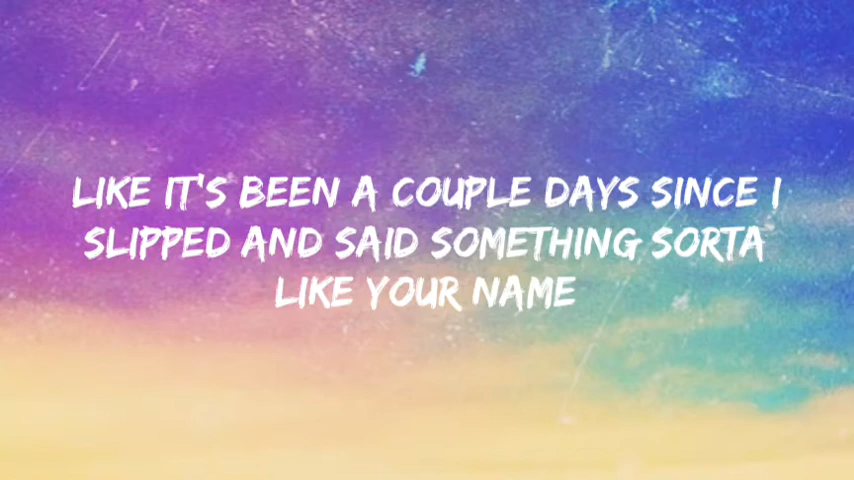 LIKE IT'S BEEN A COUPLE DAYS SINCE I
SLIPPED AND SAID SOMETHING SORTA
LIKE YOUR NAME